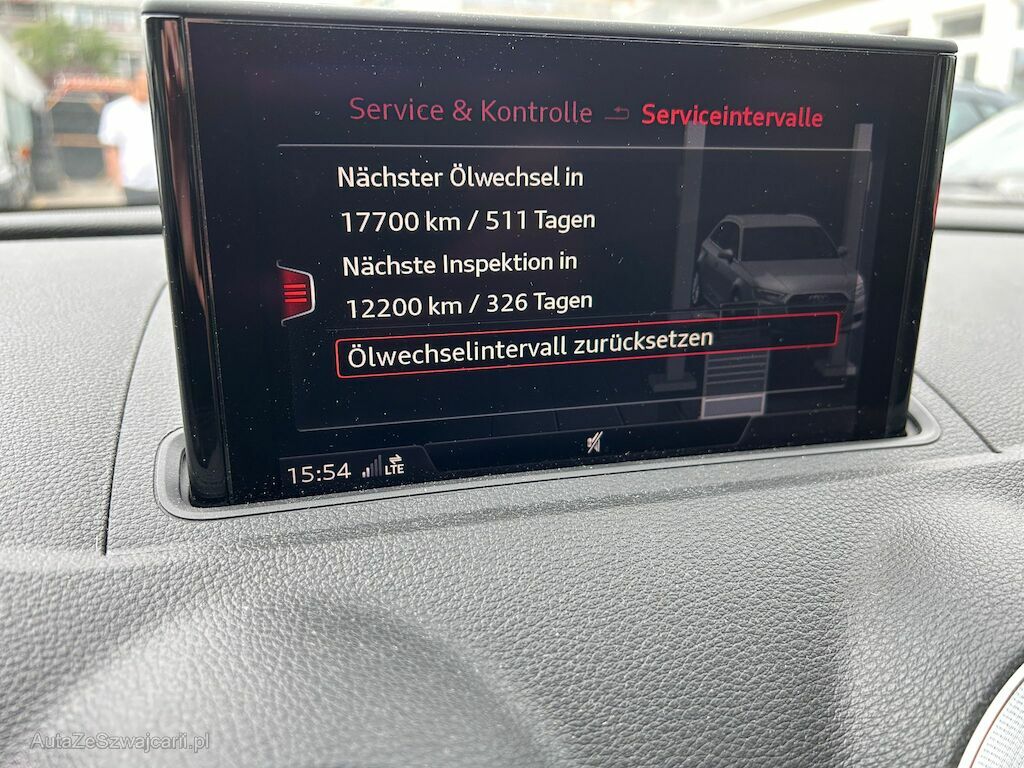 Service & Kontrolle Serviceintervalle
Nächster Ölwechsel in
17700 km / 511 Tagen
Nächste Inspektion in
12200 km / 326 Tagen
Ölwechselintervall zurücksetzen
15:54 LTE
AutaZeSzwajcarii.pl